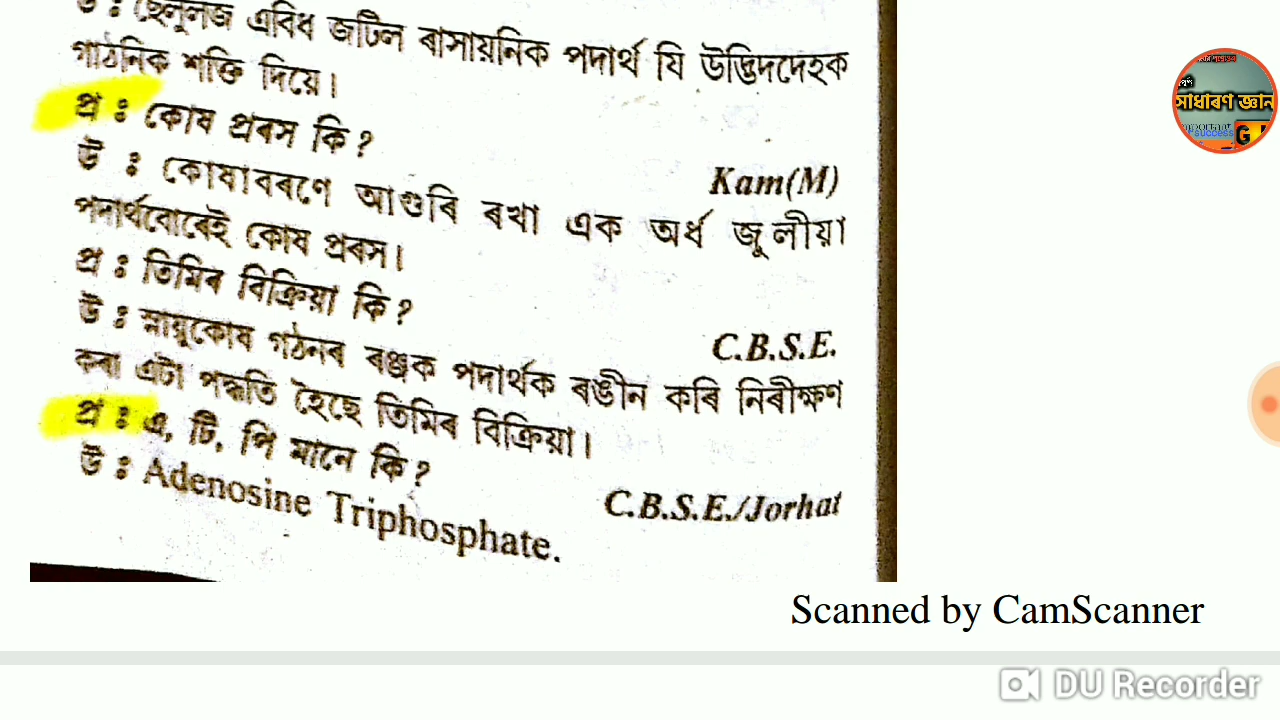 উ : ছেলুলজ এবিধ জটিল ৰাসায়নিক পদাৰ্থ যি উদ্ভিদদেহক
গাঠনিক শক্তি দিয়ে।
প্ৰ : কোষ প্ৰৰস কি ?
Kam(M)
উ : কোষাবৰণে আগুৰি ৰখা এক অৰ্ধ জুলীয়া
পদাৰ্থবোৰেই কোষ প্ৰৰস।
প্ৰ : তিমিৰ বিক্ৰিয়া কি ?
C.B.S.E.
উ : স্নায়ুকোষ গঠনৰ ৰঞ্জক পদাৰ্থক ৰঙীন কৰি নিৰীক্ষণ
কৰা এটা পদ্ধতি হৈছে তিমিৰ বিক্ৰিয়া।
প্ৰ : এ, টি, পি মানে কি ?
C.B.S.E./Jorhat
উ : Adenosine Triphosphate.
Scanned by CamScanner
সাধাৰণ জ্ঞান
SUCCESS
DU Recorder